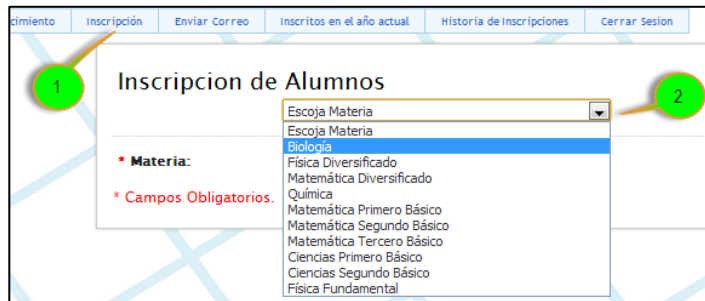 cimiento Inscripción Enviar Correo Inscritos en el año actual Historia de Inscripciones Cerrar Sesion
1
Inscripcion de Alumnos
Escoja Materia
2
Escoja Materia
Biología
* Materia:
Física Diversificado
Matemática Diversificado
* Campos Obligatorios.
Química
Matemática Primero Básico
Matemática Segundo Básico
Matemática Tercero Básico
Ciencias Primero Básico
Ciencias Segundo Básico
Física Fundamental